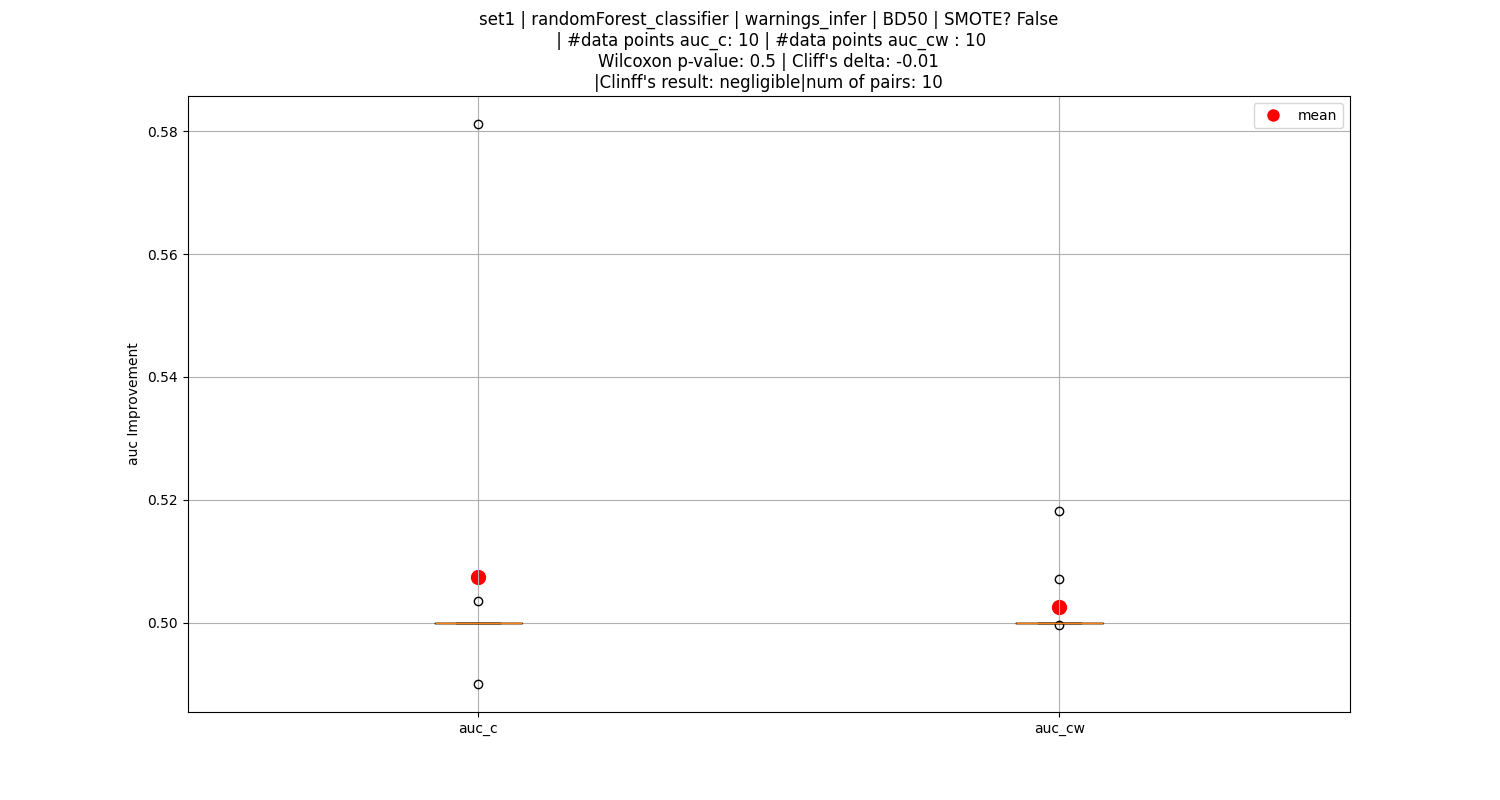 set1 | randomForest_classifier | warnings_infer | BD50 | SMOTE? False
| #data points auc_c: 10 | #data points auc_cw : 10
Wilcoxon p-value: 0.5 | Cliff's delta: -0.01
|Clinff's result: negligible|num of pairs: 10
mean
0.58
0.56
0.54
0.52
0.50
auc Improvement
auc_c
auc_cw